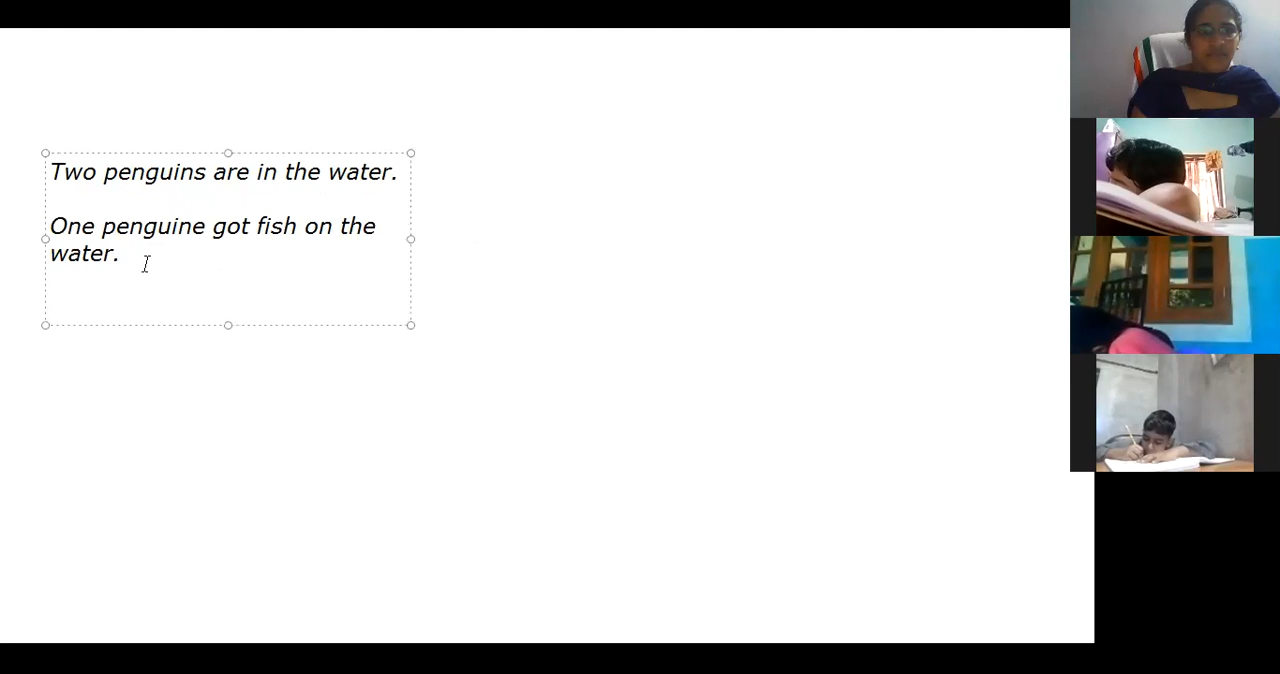 Two penguins are in the water.
One penguine got fish on the
water.